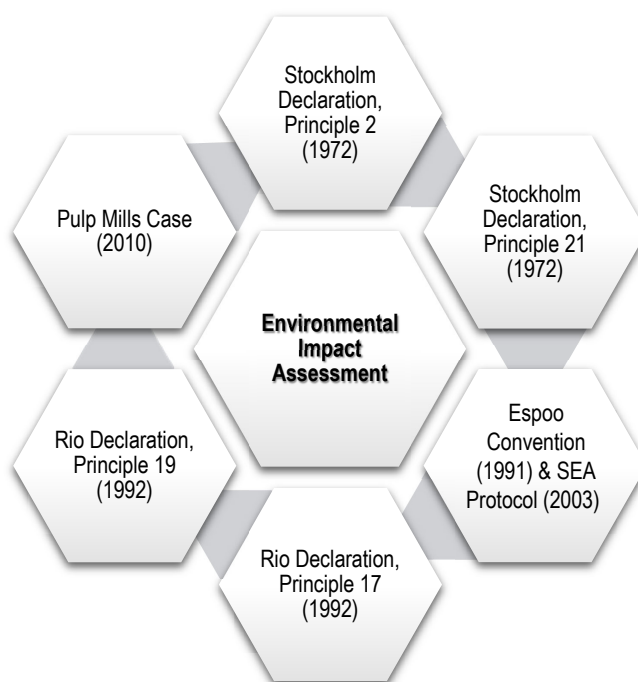 Stockholm
Declaration,
Principle 2
(1972)
Stockholm
Declaration,
Principle 21
(1972)
Espoo
Convention
(1991) & SEA
Protocol (2003)
Rio Declaration,
Principle 17
(1992)
Rio Declaration,
Principle 19
(1992)
Pulp Mills Case
(2010)
Environmental
Impact
Assessment